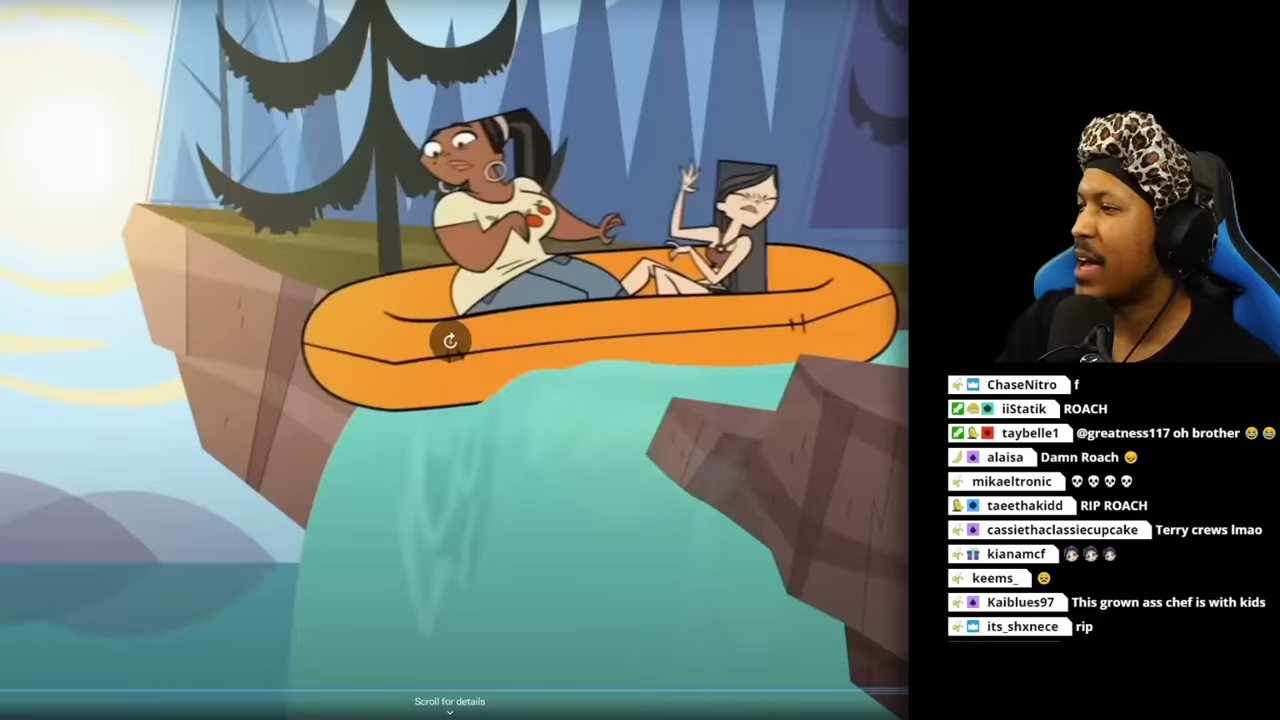 ChaseNitro f
iiStatik ROACH
taybelle1 @greatness117 oh brother 😂 😂
alaisa Damn Roach 😞
mikaeltronic 💀 💀 💀 💀
taeethakidd RIP ROACH
cassiethaclassiecupcake Terry crews lmao
kianamcf
keems_ 😔
Kaiblues97 This grown ass chef is with kids
its_shxnece rip
Scroll for details